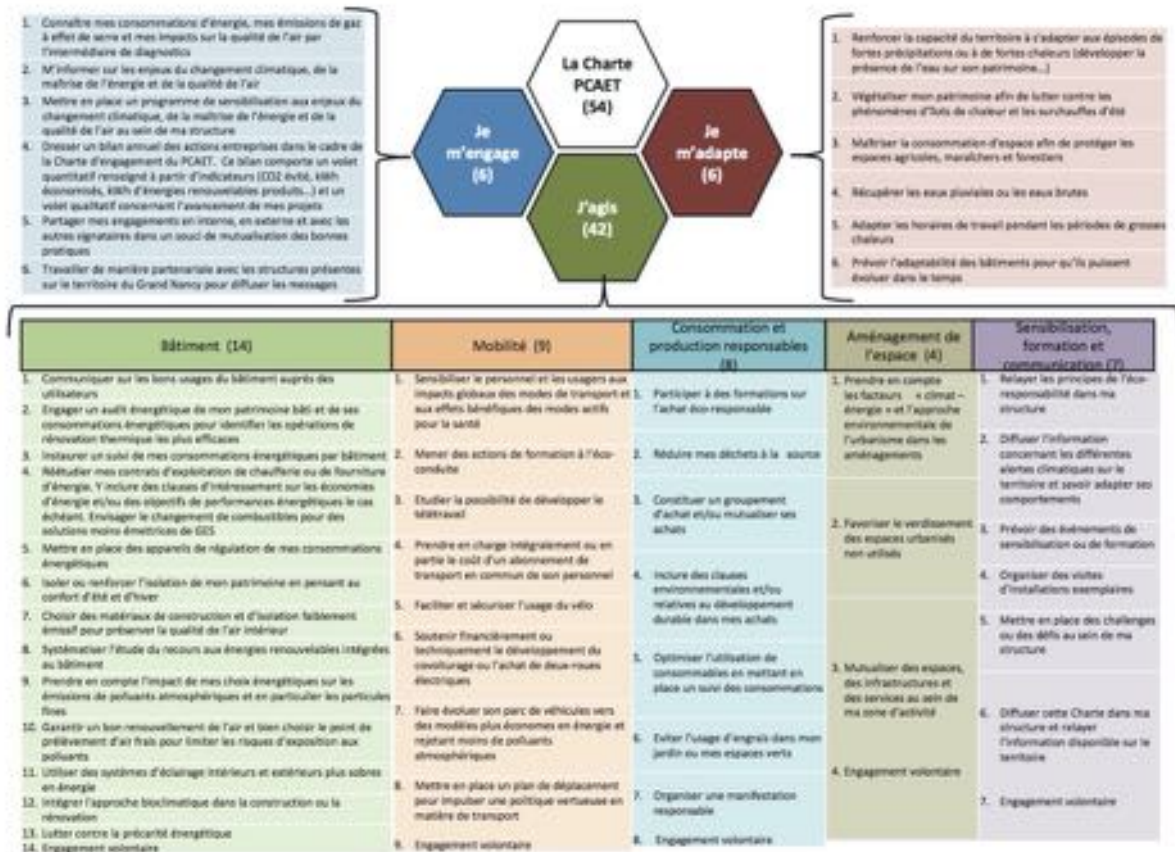 1. Connaître mes consommations d'énergie, mes émissions de gaz
à effet de serre et mes impacts sur la qualité de l'air par
l'intermédiaire de diagnostics
2. M'informer sur les enjeux du changement climatique, de la
maîtrise de l'énergie et de la qualité de l'air
3. Mettre en place un programme de sensibilisation aux enjeux du
changement climatique, de la maîtrise de l'énergie et de la
qualité de l'air au sein de ma structure
4. Dresser un bilan annuel des actions entreprises dans le cadre de
la Charte d'engagement du PCAET. Ce bilan comporte un volet
quantitatif renseigné à partir d'indicateurs (CO2 évité, kWh
économisés, kWh d'énergies renouvelables produits...) et un
volet qualitatif concernant l'avancement de mes projets
5. Partager mes engagements en interne, en externe et avec les
autres signataires dans un souci de mutualisation des bonnes
pratiques
6. Travailler de manière partenariale avec les structures présentes
sur le territoire du Grand Nancy pour diffuser les messages
La Charte
PCAET
(54)
Je
m'engage
(6)
Je
m'adapte
(6)
J'agis
(42)
1. Renforcer la capacité du territoire à s'adapter aux épisodes de
fortes précipitations ou à de fortes chaleurs (développer la
présence de l'eau sur son patrimoine...)
2. Végétaliser mon patrimoine afin de lutter contre les
phénomènes d'îlots de chaleur et les surchauffes d'été
3. Maîtriser la consommation d'espace afin de protéger les
espaces agricoles, maraîchers et forestiers
4. Récupérer les eaux pluviales ou les eaux brutes
5. Adapter les horaires de travail pendant les périodes de grosses
chaleurs
6. Prévoir l'adaptabilité des bâtiments pour qu'ils puissent
évoluer dans le temps
Bâtiment (14)
1. Communiquer sur les bons usages du bâtiment auprès des
utilisateurs
2. Engager un audit énergétique de mon patrimoine bâti et de ses
consommations énergétiques pour identifier les opérations de
rénovation thermique les plus efficaces
3. Instaurer un suivi de mes consommations énergétiques par bâtiment
4. Réétudier mes contrats d'exploitation de chaufferie ou de fourniture
d'énergie. Y inclure des clauses d'intéressement sur les économies
d'énergie et/ou des objectifs de performances énergétiques le cas
échéant. Envisager le changement de combustibles pour des
solutions moins émettrices de GES
5. Mettre en place des appareils de régulation de mes consommations
énergétiques
6. Isoler ou renforcer l'isolation de mon patrimoine en pensant au
confort d'été et d'hiver
7. Choisir des matériaux de construction et d'isolation faiblement
émissif pour préserver la qualité de l'air intérieur
8. Systématiser l'étude du recours aux énergies renouvelables intégrées
au bâtiment
9. Prendre en compte l'impact de mes choix énergétiques sur les
émissions de polluants atmosphériques et en particulier les particules
fines
10. Garantir un bon renouvellement de l'air et bien choisir le point de
prélèvement d'air frais pour limiter les risques d'exposition aux
polluants
11. Utiliser des systèmes d'éclairage intérieurs et extérieurs plus sobres
en énergie
12. Intégrer l'approche bioclimatique dans la construction ou la
rénovation
13. Lutter contre la précarité énergétique
14. Engagement volontaire
Mobilité (9)
1. Sensibiliser le personnel et les usagers aux
impacts globaux des modes de transport et
aux effets bénéfiques des modes actifs
pour la santé
2. Mener des actions de formation à l'éco-
conduite
3. Etudier la possibilité de développer le
télétravail
4. Prendre en charge intégralement ou en
partie le coût d'un abonnement de
transport en commun de son personnel
5. Faciliter et sécuriser l'usage du vélo
6. Soutenir financièrement ou
techniquement le développement du
covoiturage ou l'achat de deux-roues
électriques
7. Faire évoluer son parc de véhicules vers
des modèles plus économes en énergie et
rejetant moins de polluants
atmosphériques
8. Mettre en place un plan de déplacement
pour impulser une politique vertueuse en
matière de transport
9. Engagement volontaire
Consommation et
production responsables
(8)
1. Participer à des formations sur
l'achat éco-responsable
2. Réduire mes déchets à la source
3. Constituer un groupement
d'achat et/ou mutualiser ses
achats
4. Inclure des clauses
environnementales et/ou
relatives au développement
durable dans mes achats
5. Optimiser l'utilisation de
consommables en mettant en
place un suivi des consommations
6. Eviter l'usage d'engrais dans mon
jardin ou mes espaces verts
7. Organiser une manifestation
responsable
8. Engagement volontaire
Aménagement de
l'espace (4)
1. Prendre en compte
les facteurs « climat –
énergie » et l'approche
environnementale de
l'urbanisme dans les
aménagements
2. Favoriser le verdissement
des espaces urbanisés
non utilisés
3. Mutualiser des espaces,
des infrastructures et
des services au sein de
ma zone d'activité
4. Engagement volontaire
Sensibilisation,
formation et
communication (7)
1. Relayer les principes de l'éco-
responsabilité dans ma
structure
2. Diffuser l'information
concernant les différentes
alertes climatiques sur le
territoire et savoir adapter ses
comportements
3. Prévoir des événements de
sensibilisation ou de formation
4. Organiser des visites
d'installations exemplaires
5. Mettre en place des challenges
ou des défis au sein de ma
structure
6. Diffuser cette Charte dans ma
structure et relayer
l'information disponible sur le
territoire
7. Engagement volontaire